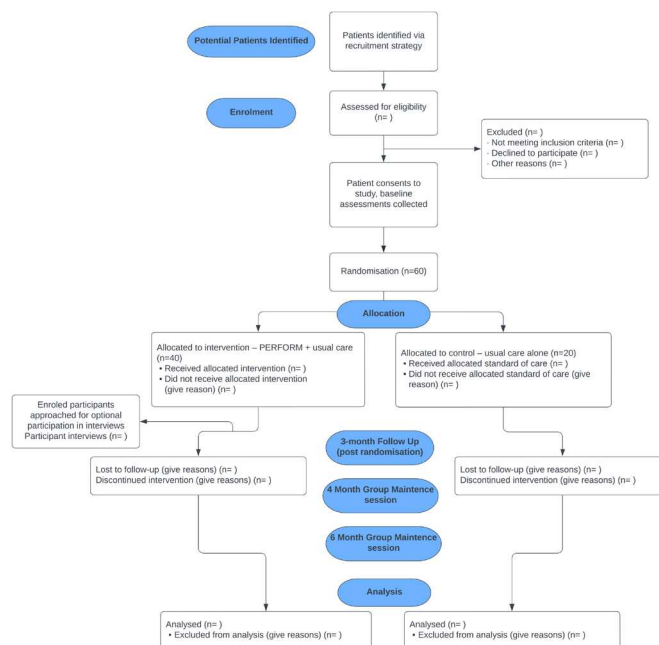 Potential Patients Identified
Patients identified via
recruitment strategy
Enrolment
Assessed for eligibility
(n= )
Excluded (n= )
· Not meeting inclusion criteria (n= )
· Declined to participate (n= )
· Other reasons (n= )
Patient consents to
study, baseline
assessments collected
Randomisation (n=60)
Allocation
Allocated to intervention – PERFORM + usual care
(n=40)
• Received allocated intervention (n= )
• Did not receive allocated intervention
(give reason) (n= )
Allocated to control – usual care alone (n=20)
• Received allocated standard of care (n= )
• Did not receive allocated standard of care (give
reason) (n= )
Enroled participants
approached for optional
participation in interviews
Participant interviews (n= )
3-month Follow Up
(post randomisation)
Lost to follow-up (give reasons) (n= )
Discontinued intervention (give reasons) (n= )
Lost to follow-up (give reasons) (n= )
Discontinued intervention (give reasons) (n= )
4 Month Group Maintence
session
6 Month Group Maintence
session
Analysis
Analysed (n= )
• Excluded from analysis (give reasons) (n= )
Analysed (n= )
• Excluded from analysis (give reasons) (n= )